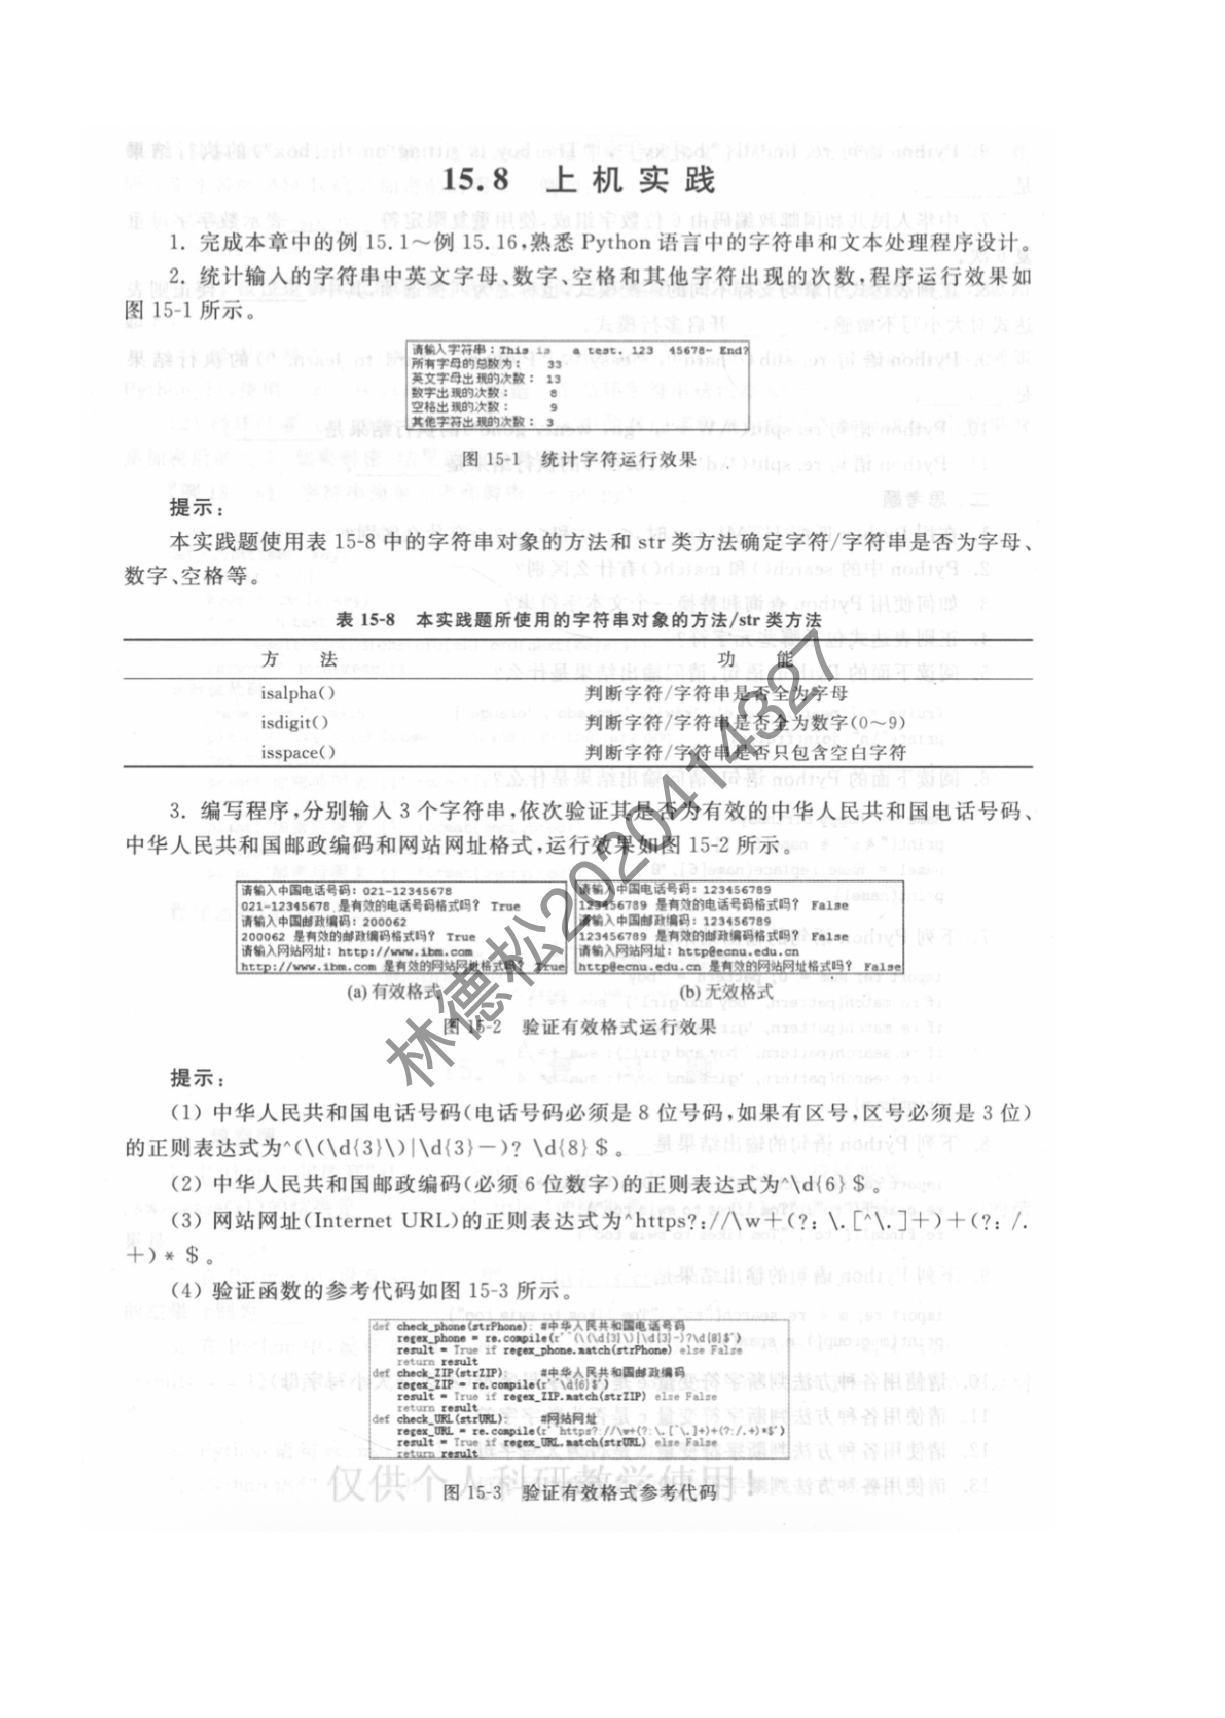 15.8 上 机 实 践
1. 完成本章中的例 15.1～例 15.16,熟悉 Python 语言中的字符串和文本处理程序设计。
2. 统计输入的字符串中英文字母、数字、空格和其他字符出现的次数,程序运行效果如
图 15-1 所示。
请输入字符串：This is   a test. 123  45678~ End?
所有字母的总数为： 33
英文字母出现的次数： 13
数字出现的次数： 8
空格出现的次数： 9
其他字符出现的次数： 3
图 15-1 统计字符运行效果
提示:
本实践题使用表 15-8 中的字符串对象的方法和 str 类方法确定字符/字符串是否为字母、
数字、空格等。
表 15-8 本实践题所使用的字符串对象的方法/str 类方法
方 法 功 能
isalpha() 判断字符/字符串是否全为字母
isdigit() 判断字符/字符串是否全为数字(0～9)
isspace() 判断字符/字符串是否只包含空白字符
3. 编写程序,分别输入 3 个字符串,依次验证其是否为有效的中华人民共和国电话号码、
中华人民共和国邮政编码和网站网址格式,运行效果如图 15-2 所示。
请输入中国电话号码: 021-12345678
021-12345678 是有效的电话号码格式吗? True
请输入中国邮政编码: 200062
200062 是有效的邮政编码格式吗? True
请输入网站网址: http://www.ibm.com
http://www.ibm.com 是有效的网站网址格式吗? True
请输入中国电话号码: 123456789
123456789 是有效的电话号码格式吗? False
请输入中国邮政编码: 123456789
123456789 是有效的邮政编码格式吗? False
请输入网站网址: http@ecnu.edu.cn
http@ecnu.edu.cn 是有效的网站网址格式吗? False
(a) 有效格式 (b) 无效格式
图 15-2 验证有效格式运行效果
提示:
(1) 中华人民共和国电话号码(电话号码必须是 8 位号码,如果有区号,区号必须是 3 位)
的正则表达式为^(\(\d{3}\)|\d{3}－)? \d{8} $ 。
(2) 中华人民共和国邮政编码(必须 6 位数字)的正则表达式为^\d{6} $ 。
(3) 网站网址(Internet URL)的正则表达式为^https?://\w＋(?: \. [^\. ]＋)＋(?: /.
＋) * $ 。
(4) 验证函数的参考代码如图 15-3 所示。
def check_phone(strPhone): #中华人民共和国电话号码
regex_phone = re.compile(r'^(\(\d{3}\)|\d{3}-)?\d{8}$')
result = True if regex_phone.match(strPhone) else False
return result
def check_ZIP(strZIP): #中华人民共和国邮政编码
regex_ZIP = re.compile(r'^\d{6}$')
result = True if regex_ZIP.match(strZIP) else False
return result
def check_URL(strURL): #网站网址
regex_URL = re.compile(r'^https?://\w+(?:\.[^\.]+)+(?:/.+)*$')
result = True if regex_URL.match(strURL) else False
return result
图 15-3 验证有效格式参考代码
仅供个人科研教学使用!
林德松20204114327